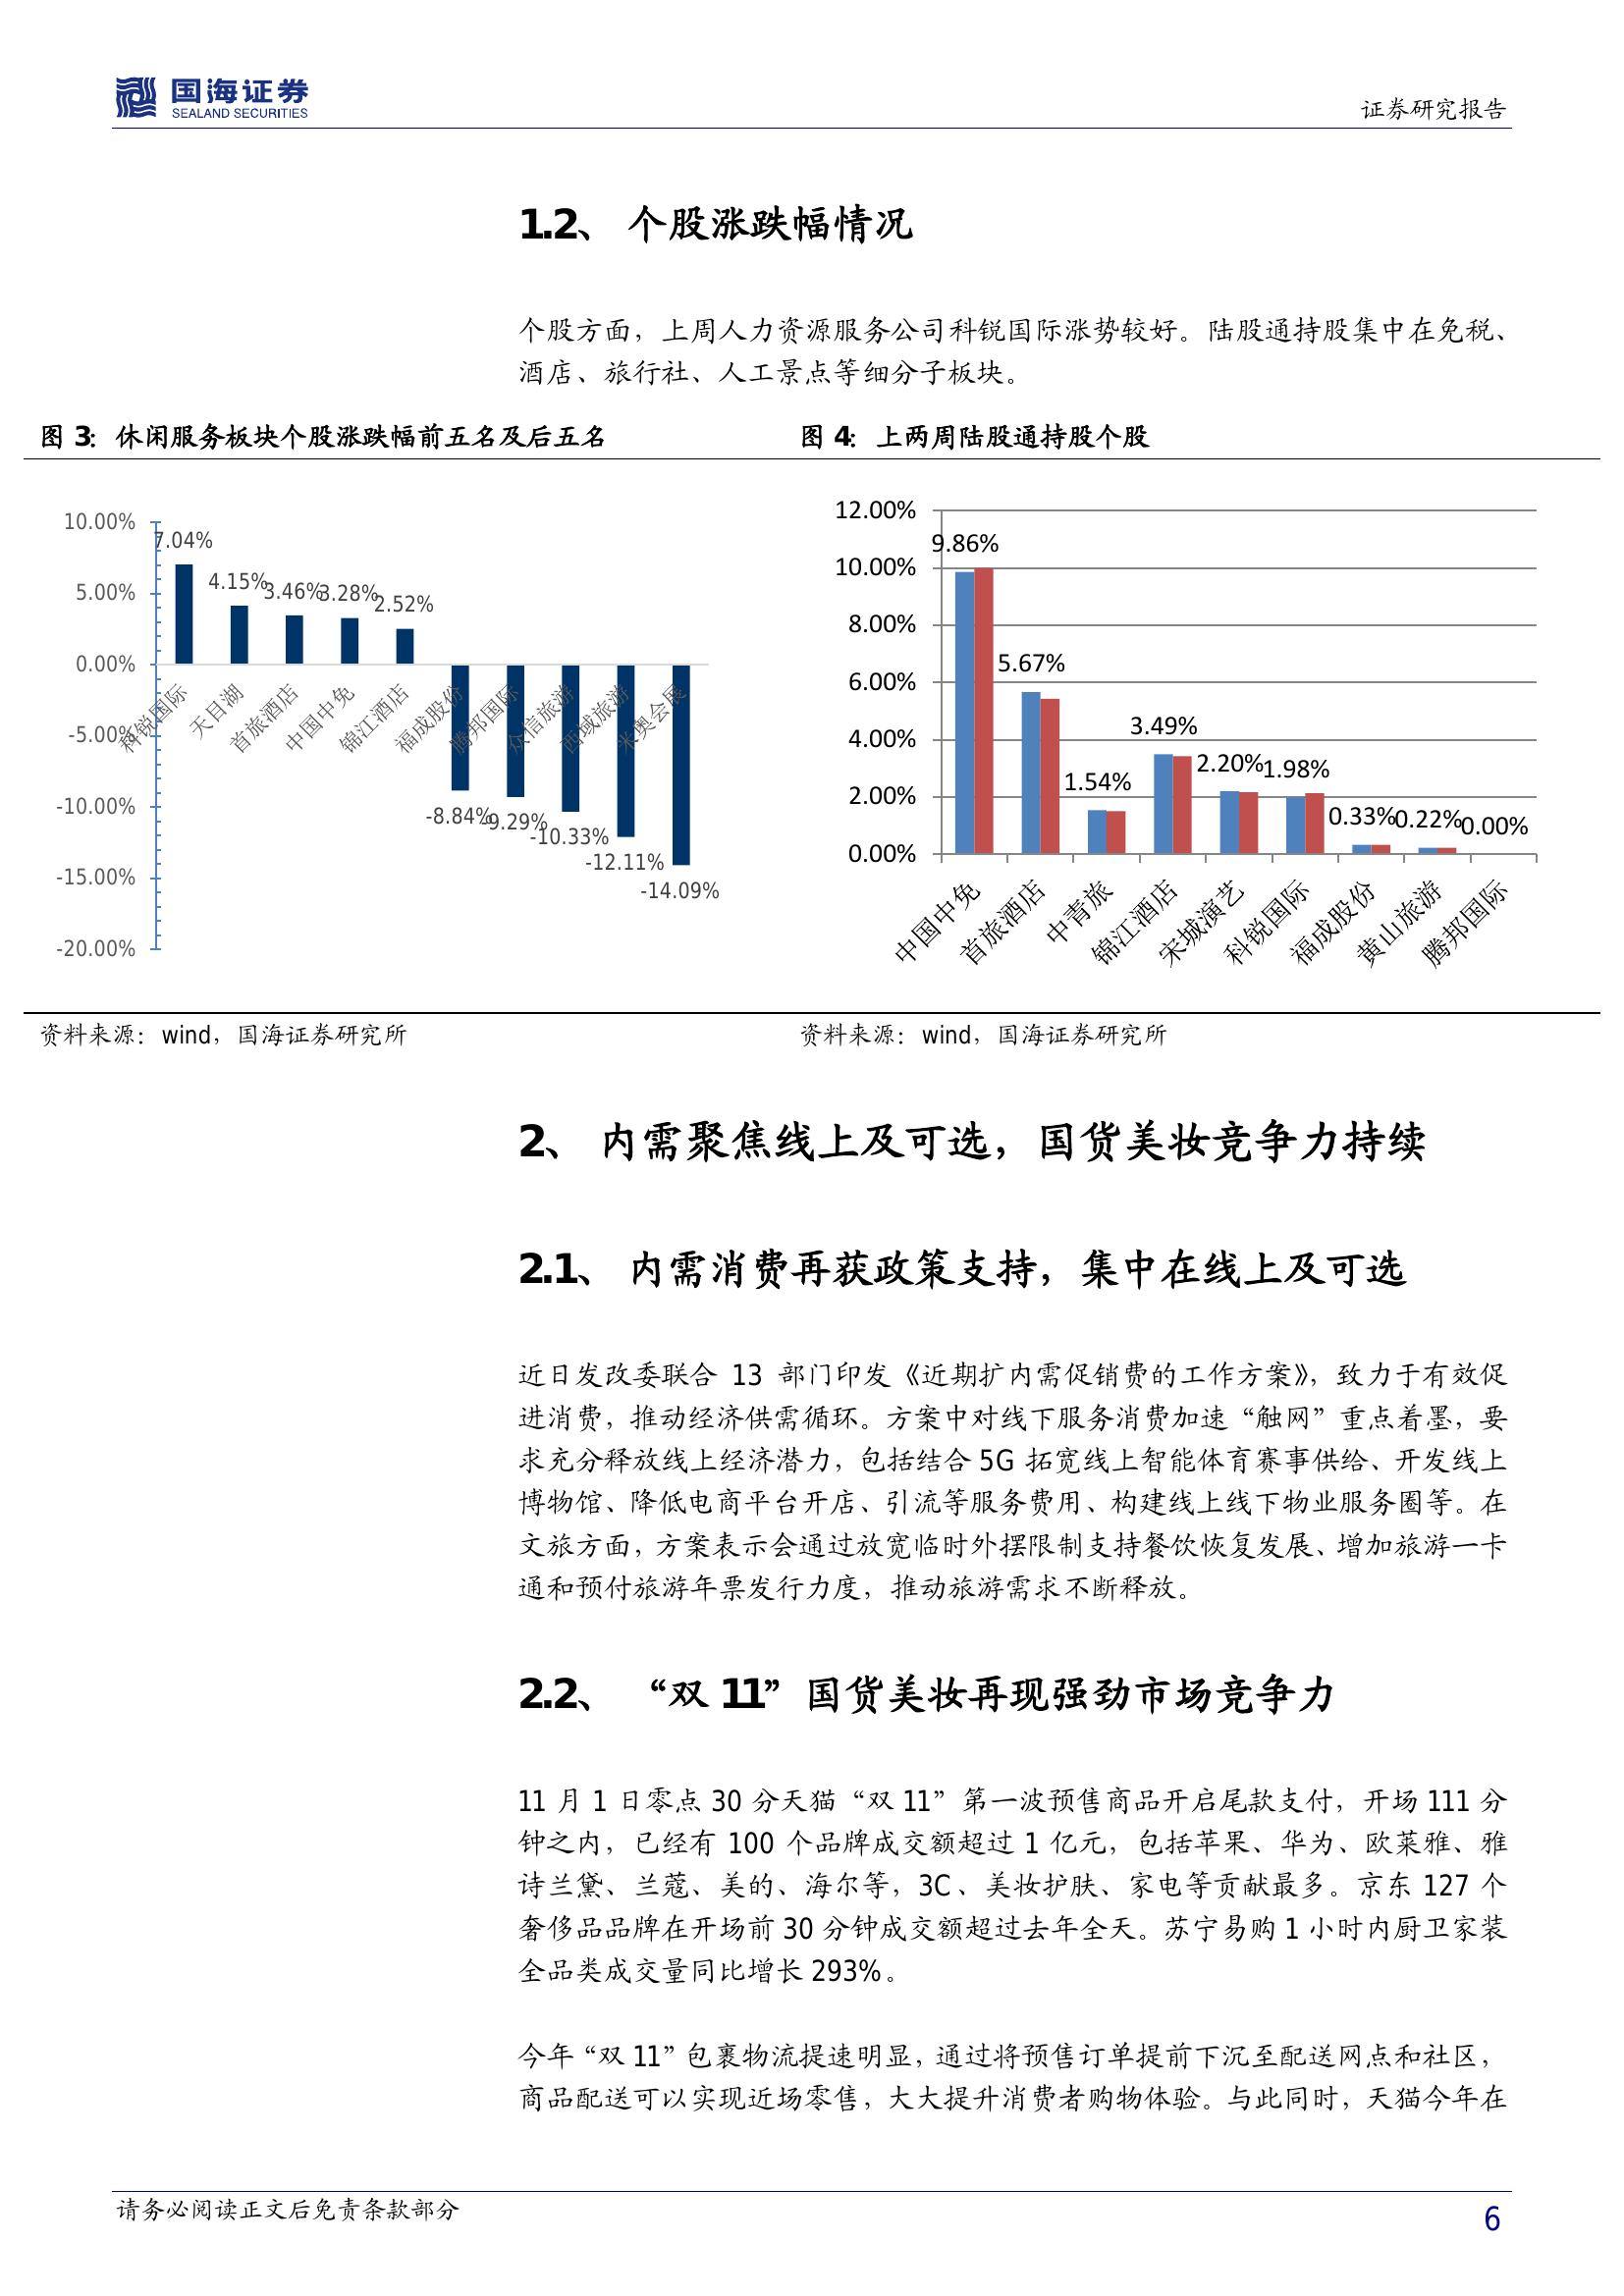 国海证券
SEALAND SECURITIES
证券研究报告
1.2、 个股涨跌幅情况
个股方面，上周人力资源服务公司科锐国际涨势较好。陆股通持股集中在免税、
酒店、旅行社、人工景点等细分子板块。
图 3：休闲服务板块个股涨跌幅前五名及后五名
10.00%
5.00%
0.00%
-5.00%
-10.00%
-15.00%
-20.00%
7.04%
4.15%
3.46%
3.28%
2.52%
-8.84%
-9.29%
-10.33%
-12.11%
-14.09%
科锐国际
天目湖
首旅酒店
中国中免
锦江酒店
福成股份
腾邦国际
众信旅游
西域旅游
米奥会展
资料来源：wind，国海证券研究所
图 4：上两周陆股通持股个股
12.00%
10.00%
8.00%
6.00%
4.00%
2.00%
0.00%
9.86%
5.67%
1.54%
3.49%
2.20%
1.98%
0.33%
0.22%
0.00%
中国中免
首旅酒店
中青旅
锦江酒店
宋城演艺
科锐国际
福成股份
黄山旅游
腾邦国际
资料来源：wind，国海证券研究所
2、 内需聚焦线上及可选，国货美妆竞争力持续
2.1、 内需消费再获政策支持，集中在线上及可选
近日发改委联合 13 部门印发《近期扩内需促销费的工作方案》，致力于有效促
进消费，推动经济供需循环。方案中对线下服务消费加速“触网”重点着墨，要
求充分释放线上经济潜力，包括结合 5G 拓宽线上智能体育赛事供给、开发线上
博物馆、降低电商平台开店、引流等服务费用、构建线上线下物业服务圈等。在
文旅方面，方案表示会通过放宽临时外摆限制支持餐饮恢复发展、增加旅游一卡
通和预付旅游年票发行力度，推动旅游需求不断释放。
2.2、 “双 11”国货美妆再现强劲市场竞争力
11 月 1 日零点 30 分天猫“双 11”第一波预售商品开启尾款支付，开场 111 分
钟之内，已经有 100 个品牌成交额超过 1 亿元，包括苹果、华为、欧莱雅、雅
诗兰黛、兰蔻、美的、海尔等，3C、美妆护肤、家电等贡献最多。京东 127 个
奢侈品品牌在开场前 30 分钟成交额超过去年全天。苏宁易购 1 小时内厨卫家装
全品类成交量同比增长 293%。
今年“双 11”包裹物流提速明显，通过将预售订单提前下沉至配送网点和社区，
商品配送可以实现近场零售，大大提升消费者购物体验。与此同时，天猫今年在
请务必阅读正文后免责条款部分
6